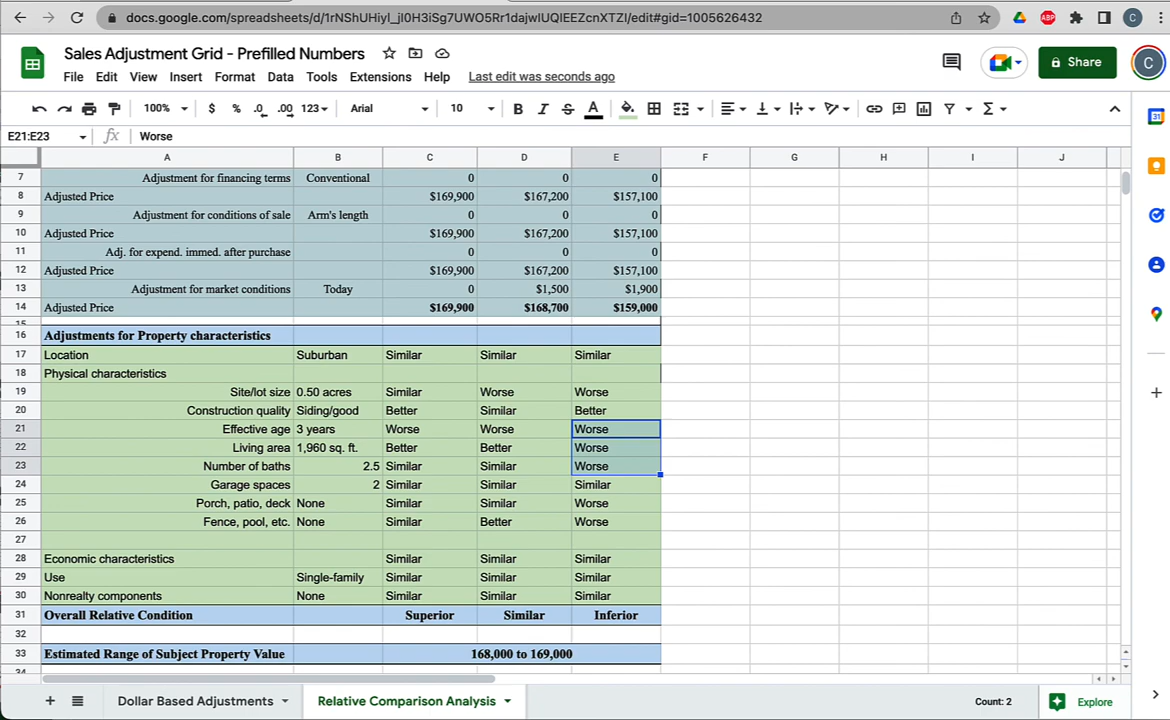 docs.google.com/spreadsheets/d/1rNShUHiyl_jI0H3iSg7UWO5Rr1dajwIUQIEEZcnXTZI/edit#gid=1005626432
ABP
C
Sales Adjustment Grid - Prefilled Numbers
File Edit View Insert Format Data Tools Extensions Help Last edit was seconds ago
Share
C
100% $ % .0 .00 123 Arial 10 B I S A
31
E21:E23 fx Worse
A B C D E F G H I J
7 Adjustment for financing terms Conventional 0 0 0
8 Adjusted Price $169,900 $167,200 $157,100
9 Adjustment for conditions of sale Arm's length 0 0 0
10 Adjusted Price $169,900 $167,200 $157,100
11 Adj. for expend. immed. after purchase 0 0 0
12 Adjusted Price $169,900 $167,200 $157,100
13 Adjustment for market conditions Today 0 $1,500 $1,900
14 Adjusted Price $169,900 $168,700 $159,000
15
16 Adjustments for Property characteristics
17 Location Suburban Similar Similar Similar
18 Physical characteristics
19 Site/lot size 0.50 acres Similar Worse Worse
20 Construction quality Siding/good Better Similar Better
21 Effective age 3 years Worse Worse Worse
22 Living area 1,960 sq. ft. Better Better Worse
23 Number of baths 2.5 Similar Similar Worse
24 Garage spaces 2 Similar Similar Similar
25 Porch, patio, deck None Similar Similar Worse
26 Fence, pool, etc. None Similar Better Worse
27
28 Economic characteristics Similar Similar Similar
29 Use Single-family Similar Similar Similar
30 Nonrealty components None Similar Similar Similar
31 Overall Relative Condition Superior Similar Inferior
32
33 Estimated Range of Subject Property Value 168,000 to 169,000
34
Dollar Based Adjustments Relative Comparison Analysis Count: 2 Explore